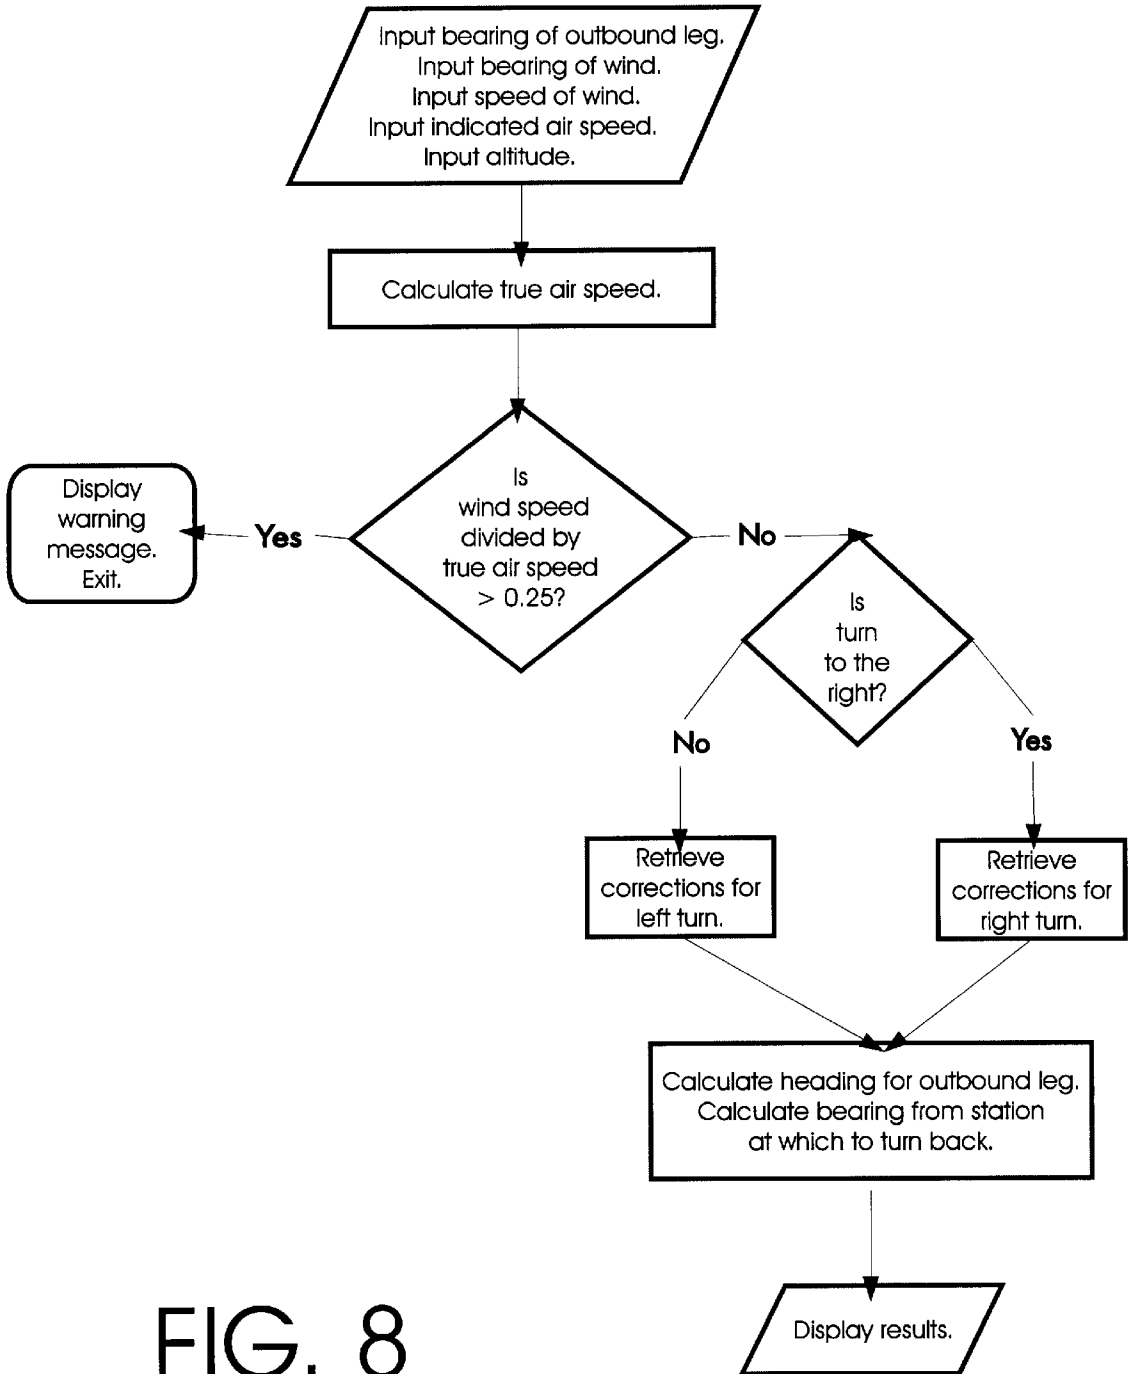 Input bearing of outbound leg.
Input bearing of wind.
Input speed of wind.
Input indicated air speed.
Input altitude.
Calculate true air speed.
Is
wind speed
divided by
true air speed
> 0.25?
Display
warning
message.
Exit.
Yes
No
Is
turn
to the
right?
No
Yes
Retrieve
corrections for
left turn.
Retrieve
corrections for
right turn.
Calculate heading for outbound leg.
Calculate bearing from station
at which to turn back.
Display results.
FIG. 8